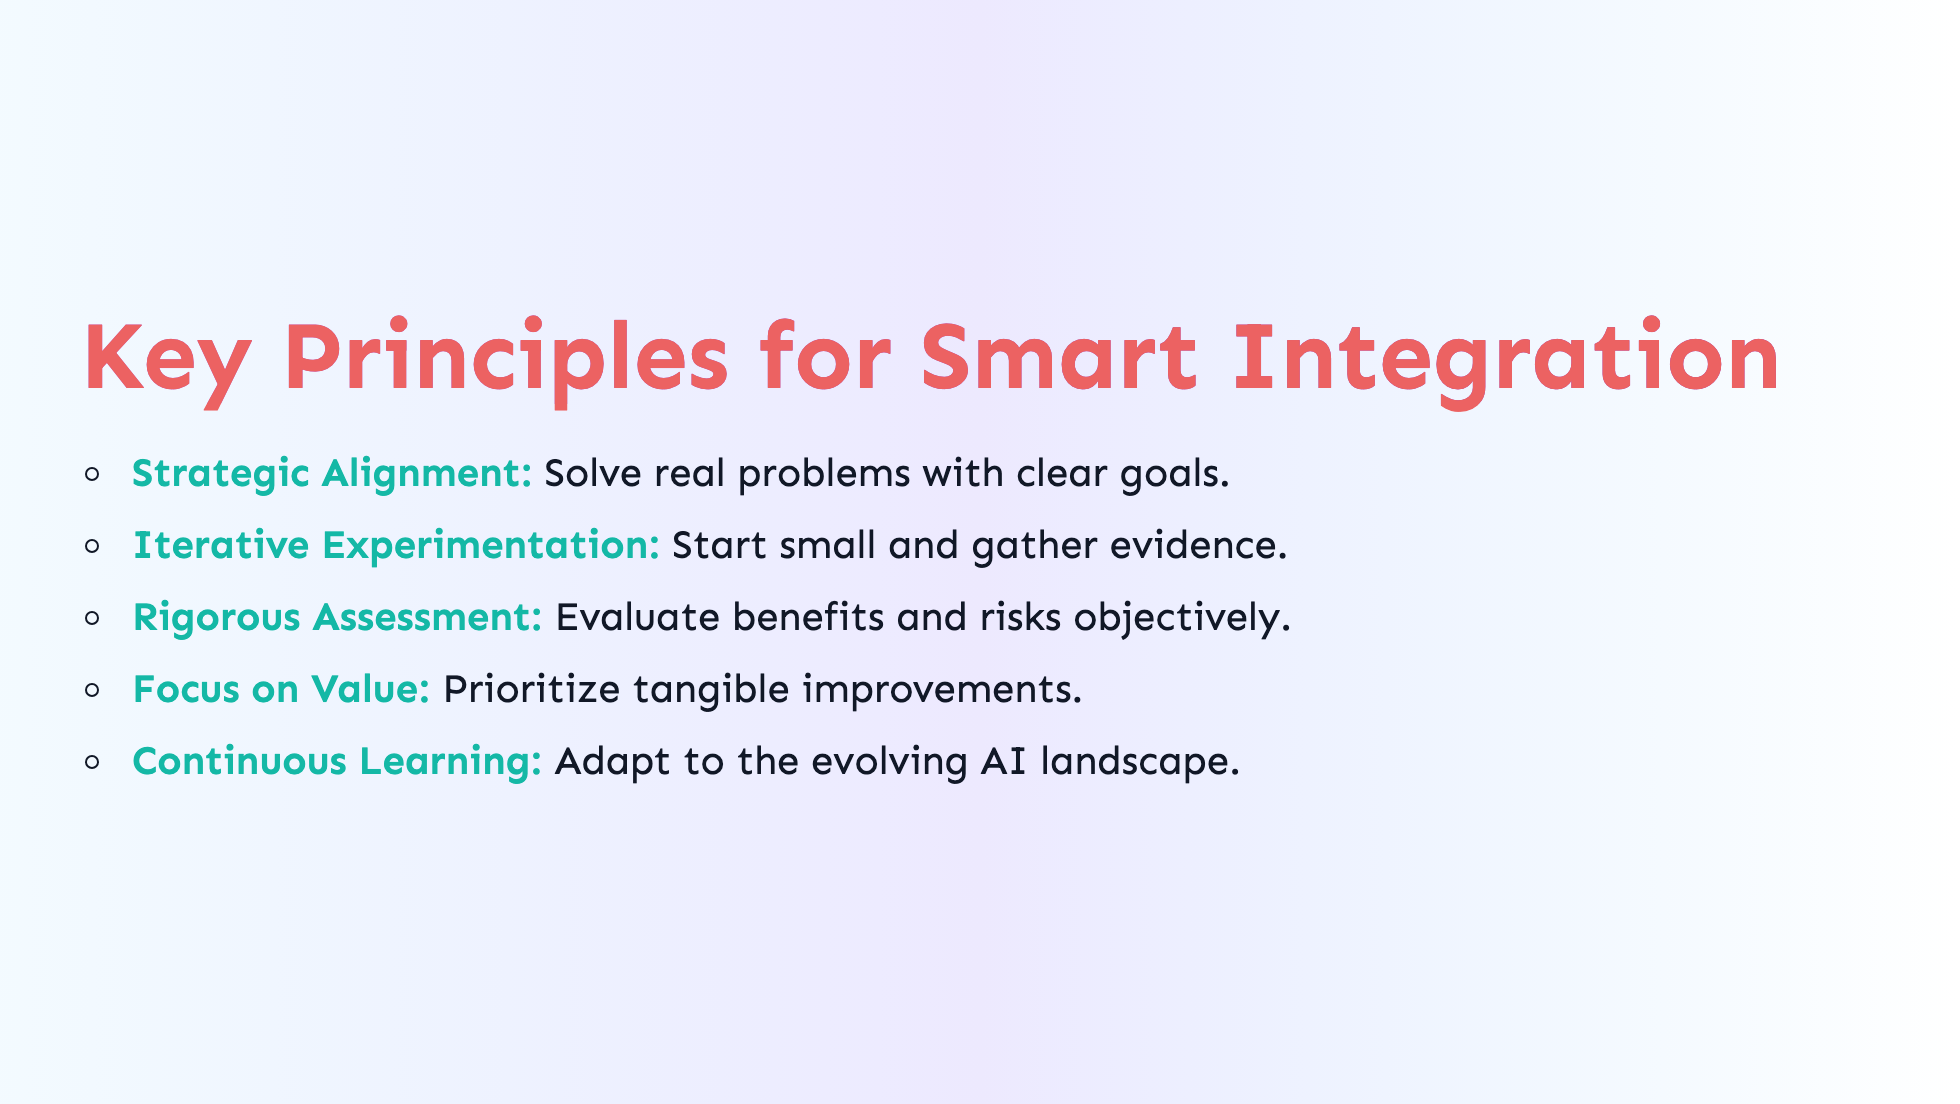 Key Principles for Smart Integration
Strategic Alignment: Solve real problems with clear goals.
Iterative Experimentation: Start small and gather evidence.
Rigorous Assessment: Evaluate benefits and risks objectively.
Focus on Value: Prioritize tangible improvements.
Continuous Learning: Adapt to the evolving AI landscape.